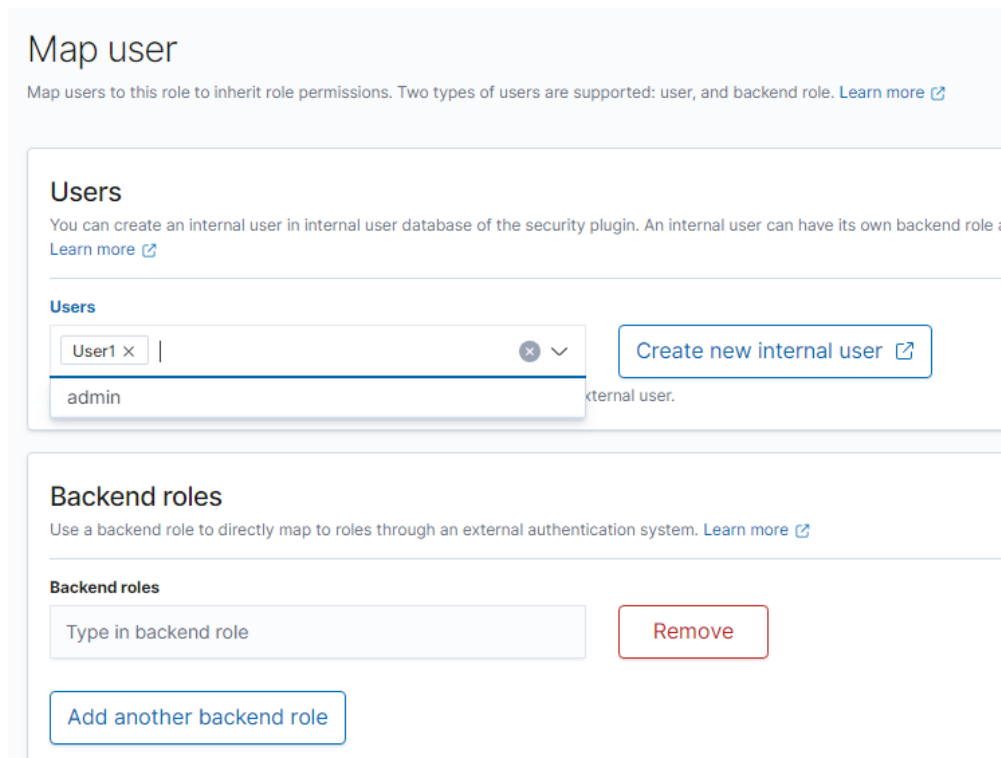 Map user
Map users to this role to inherit role permissions. Two types of users are supported: user, and backend role. Learn more
Users
You can create an internal user in internal user database of the security plugin. An internal user can have its own backend role
Learn more
Users
User1
Create new internal user
admin
xternal user.
Backend roles
Use a backend role to directly map to roles through an external authentication system. Learn more
Backend roles
Type in backend role
Remove
Add another backend role